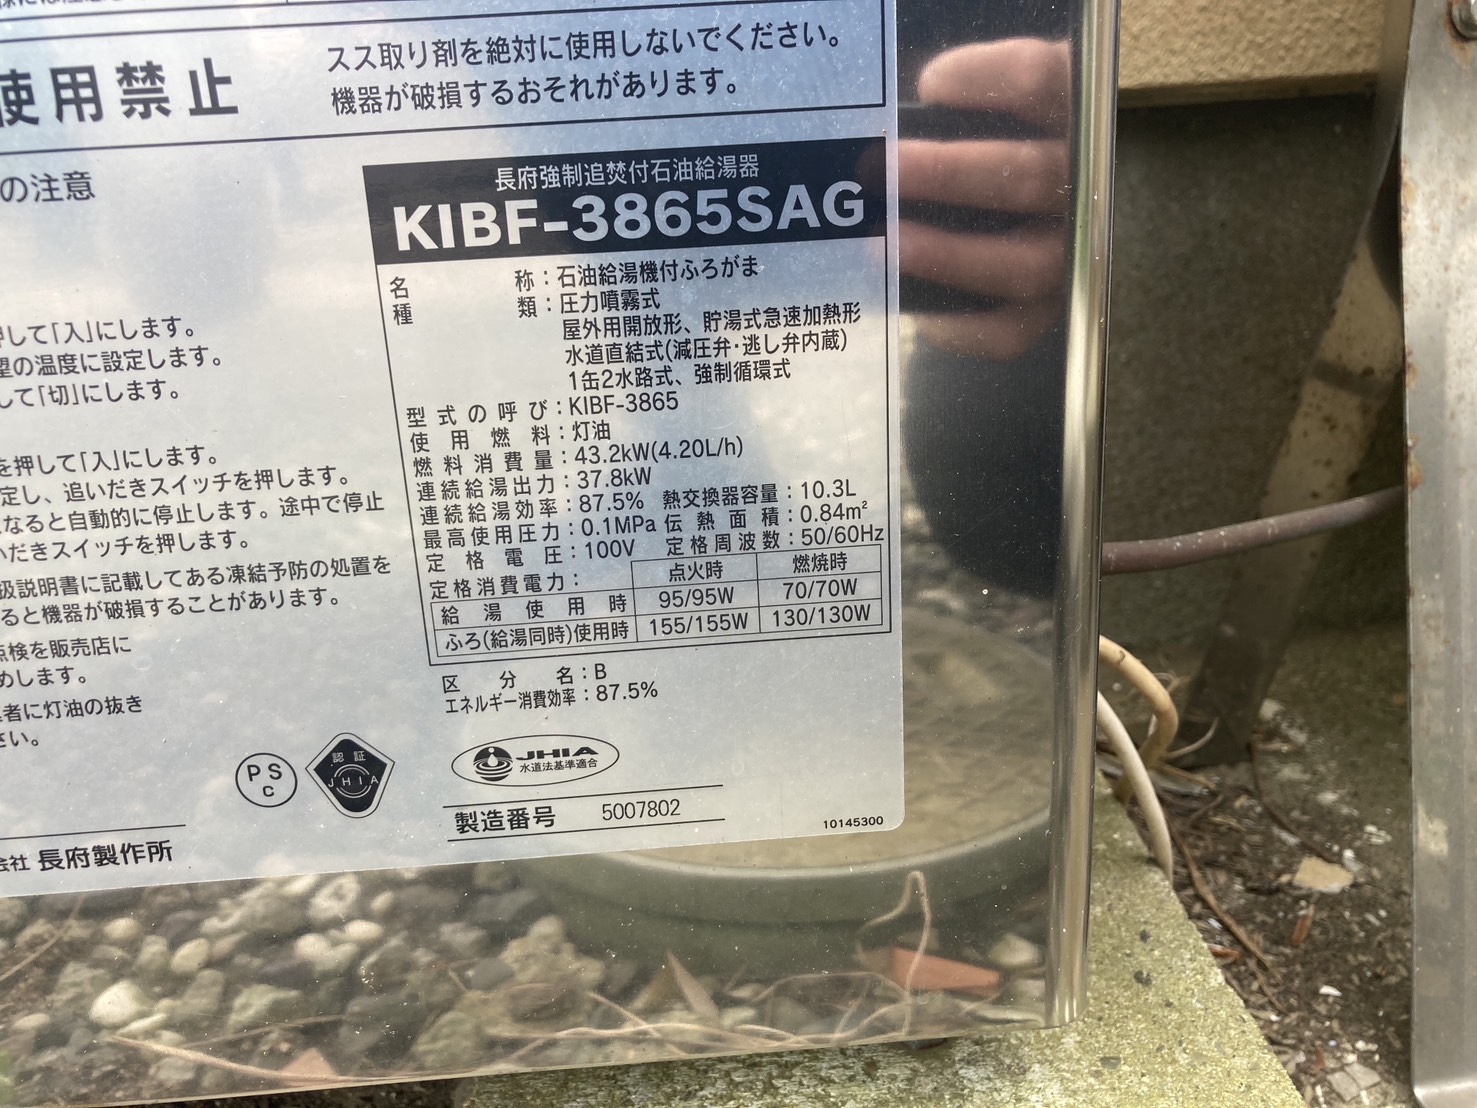 使用禁止
スス取り剤を絶対に使用しないでください。
機器が破損するおそれがあります。
の注意
押して「入」にします。
望の温度に設定します。
して「切」にします。
を押して「入」にします。
定し、追いだきスイッチを押します。
なると自動的に停止します。途中で停止
いだきスイッチを押します。
扱説明書に記載してある凍結予防の処置を
ると機器が破損することがあります。
点検を販売店に
めします。
者に灯油の抜き
さい。
PS
C
認証
JHIA
会社 長府製作所
長府強制追焚付石油給湯器
KIBF-3865SAG
名称:石油給湯機付ふろがま
種類:圧力噴霧式
屋外用開放形、貯湯式急速加熱形
水道直結式(減圧弁・逃し弁内蔵)
1缶2水路式、強制循環式
型式の呼び:KIBF-3865
使用燃料:灯油
燃料消費量:43.2kW(4.20L/h)
連続給湯出力:37.8kW
連続給湯効率:87.5% 熱交換器容量:10.3L
最高使用圧力:0.1MPa 伝熱面積:0.84m²
定格電圧:100V 定格周波数:50/60Hz
定格消費電力: 点火時 燃焼時
給湯使用時 95/95W 70/70W
ふろ(給湯同時)使用時 155/155W 130/130W
区分名:B
エネルギー消費効率:87.5%
JHIA
水道法基準適合
製造番号 5007802
10145300